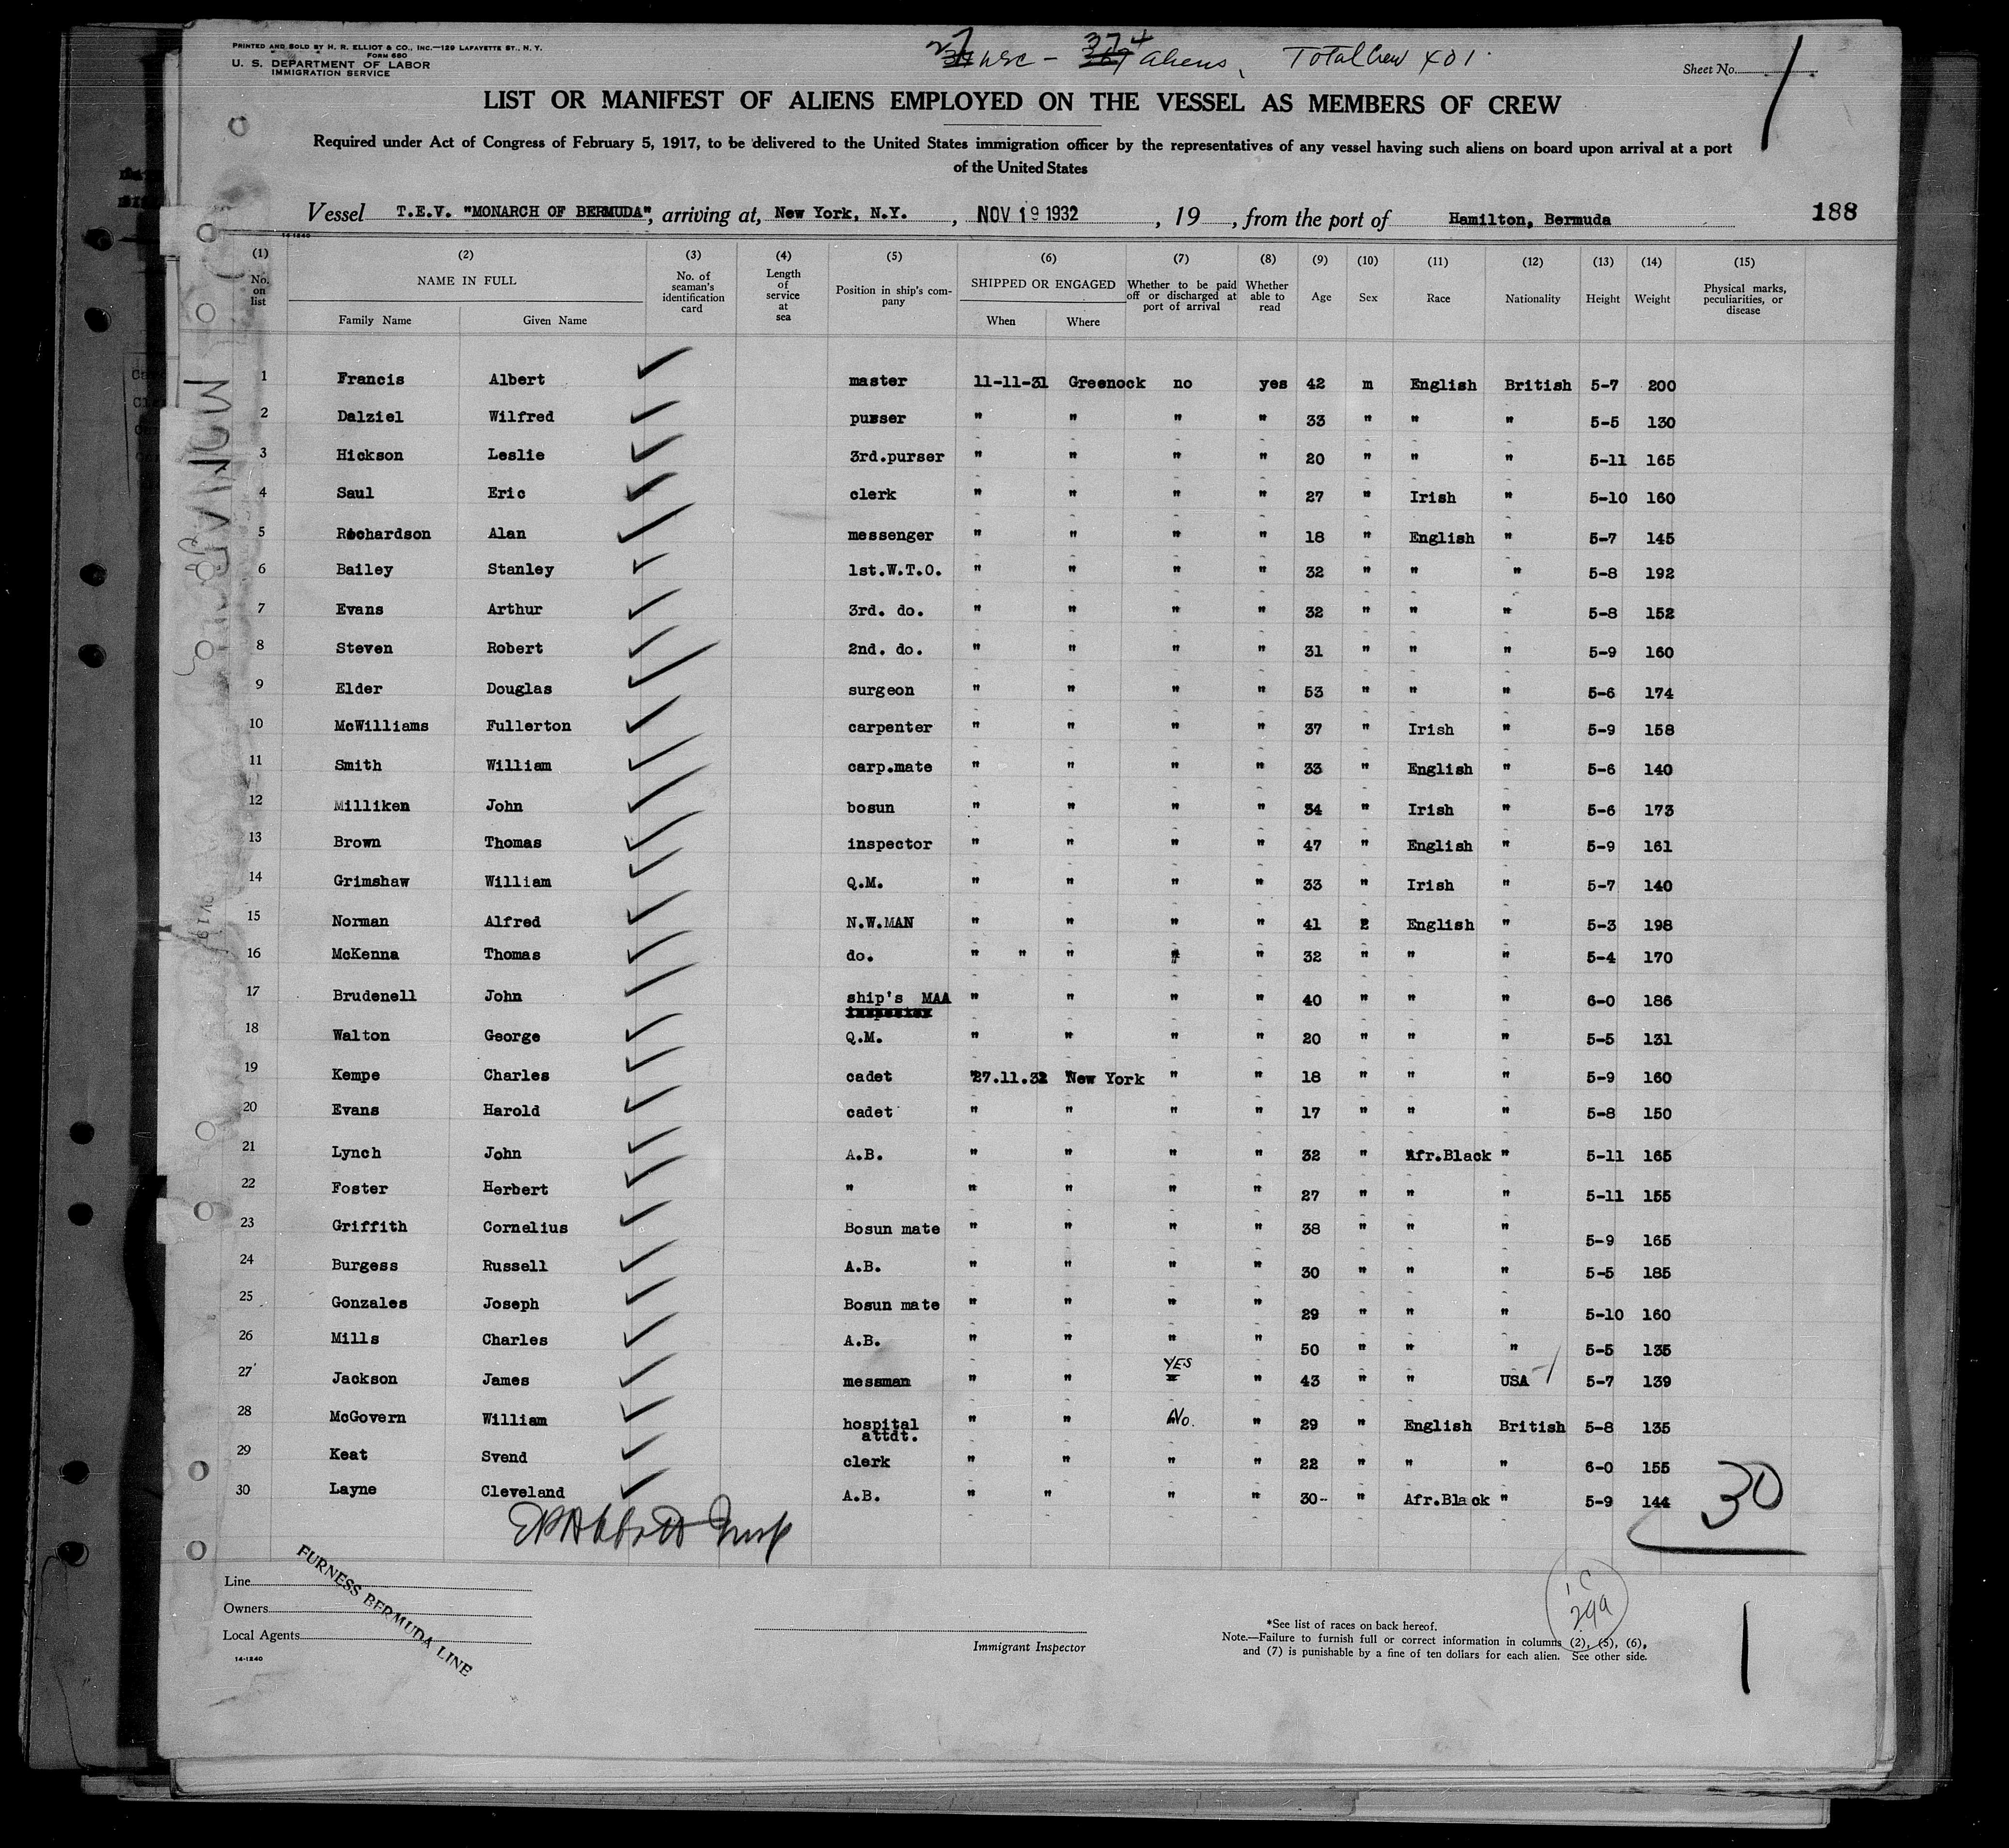 PRINTED AND SOLD BY H. R. ELLIOT & CO., INC.—129 LAFAYETTE ST., N. Y.
FORM 680
U. S. DEPARTMENT OF LABOR
IMMIGRATION SERVICE
27 USC - 374 aliens, Total Crew 401
Sheet No. 1
LIST OR MANIFEST OF ALIENS EMPLOYED ON THE VESSEL AS MEMBERS OF CREW
Required under Act of Congress of February 5, 1917, to be delivered to the United States immigration officer by the representatives of any vessel having such aliens on board upon arrival at a port
of the United States
Vessel T.E.V. "MONARCH OF BERMUDA", arriving at, New York, N.Y., NOV 19 1932, 19, from the port of Hamilton, Bermuda 188
14-1240
(1) (2) (3) (4) (5) (6) (7) (8) (9) (10) (11) (12) (13) (14) (15)
No. on list NAME IN FULL Family Name Given Name No. of seaman's identification card Length of service at sea Position in ship's company SHIPPED OR ENGAGED When Where Whether to be paid off or discharged at port of arrival Whether able to read Age Sex Race Nationality Height Weight Physical marks, peculiarities, or disease
1 Francis Albert master 11-11-31 Greenock no yes 42 m English British 5-7 200
2 Dalziel Wilfred purser " " " " 33 " " " 5-5 130
3 Hickson Leslie 3rd.purser " " " " 20 " " " 5-11 165
4 Saul Eric clerk " " " " 27 " Irish " 5-10 160
5 Richardson Alan messenger " " " " 18 " English " 5-7 145
6 Bailey Stanley 1st.W.T.O. " " " " 32 " " " 5-8 192
7 Evans Arthur 3rd. do. " " " " 32 " " " 5-8 152
8 Steven Robert 2nd. do. " " " " 31 " " " 5-9 160
9 Elder Douglas surgeon " " " " 53 " " " 5-6 174
10 McWilliams Fullerton carpenter " " " " 37 " Irish " 5-9 158
11 Smith William carp.mate " " " " 33 " English " 5-6 140
12 Milliken John bosun " " " " 34 " Irish " 5-6 173
13 Brown Thomas inspector " " " " 47 " English " 5-9 161
14 Grimshaw William Q.M. " " " " 33 " Irish " 5-7 140
15 Norman Alfred N.W.MAN " " " " 41 English " 5-3 198
16 McKenna Thomas do. " " " " " 32 " " " 5-4 170
17 Brudenell John ship's MAA " " " " 40 " " " 6-0 186
18 Walton George Q.M. " " " " 20 " " " 5-5 131
19 Kempe Charles cadet 27.11.32 New York " " 18 " " " 5-9 160
20 Evans Harold cadet " " " " 17 " " " 5-8 150
21 Lynch John A.B. " " " " 32 " Afr.Black " 5-11 165
22 Foster Herbert " " " " " 27 " " " 5-11 155
23 Griffith Cornelius Bosun mate " " " " 38 " " " 5-9 165
24 Burgess Russell A.B. " " " " 30 " " " 5-5 185
25 Gonzales Joseph Bosun mate " " " " 29 " " " 5-10 160
26 Mills Charles A.B. " " " " 50 " " " 5-5 135
27 Jackson James messman " " YES " 43 " " USA 5-7 139
28 McGovern William hospital attdt. " " No. " 29 " English British 5-8 135
29 Keat Svend clerk " " " " 22 " " " 6-0 155
30 Layne Cleveland A.B. " " " " 30-- " Afr.Black " 5-9 144
30
Line
Owners
Local Agents
FURNESS BERMUDA LINE
14-1240
Immigrant Inspector
*See list of races on back hereof.
Note.—Failure to furnish full or correct information in columns (2), (5), (6),
and (7) is punishable by a fine of ten dollars for each alien. See other side.
1